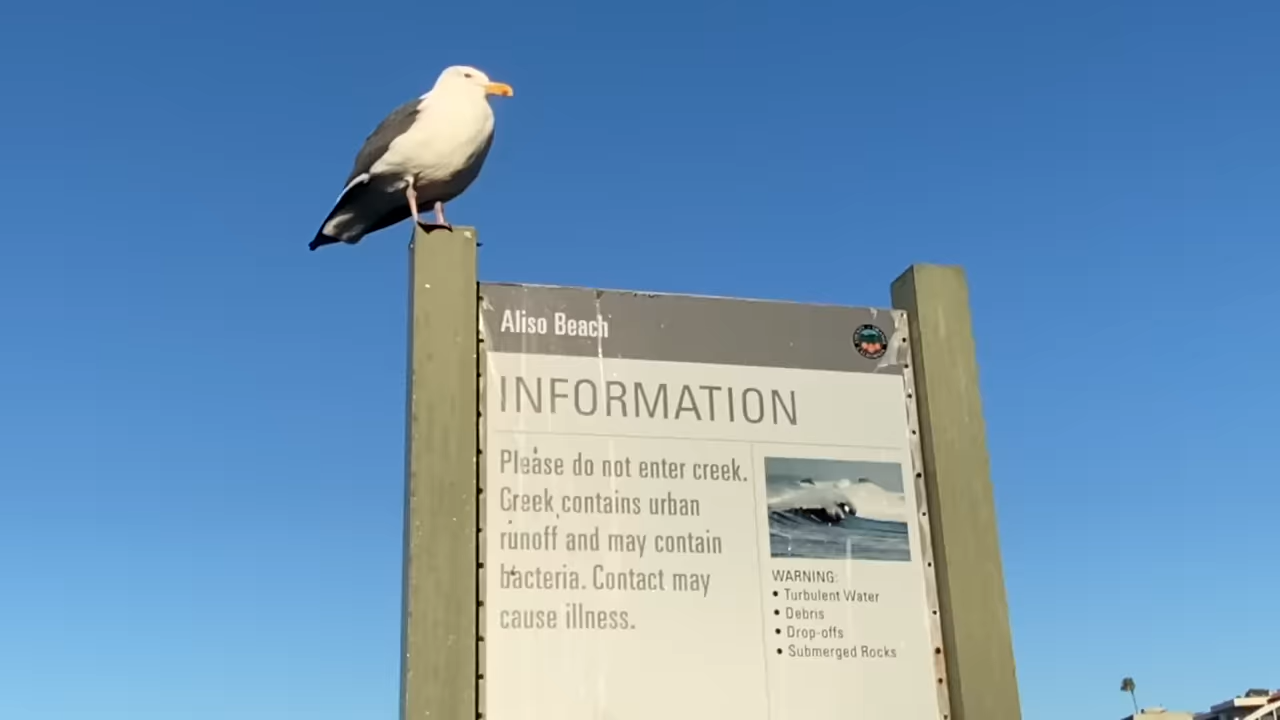 Aliso Beach
INFORMATION
Please do not enter creek.
Creek contains urban
runoff and may contain
bacteria. Contact may
cause illness.
WARNING:
• Turbulent Water
• Debris
• Drop-offs
• Submerged Rocks